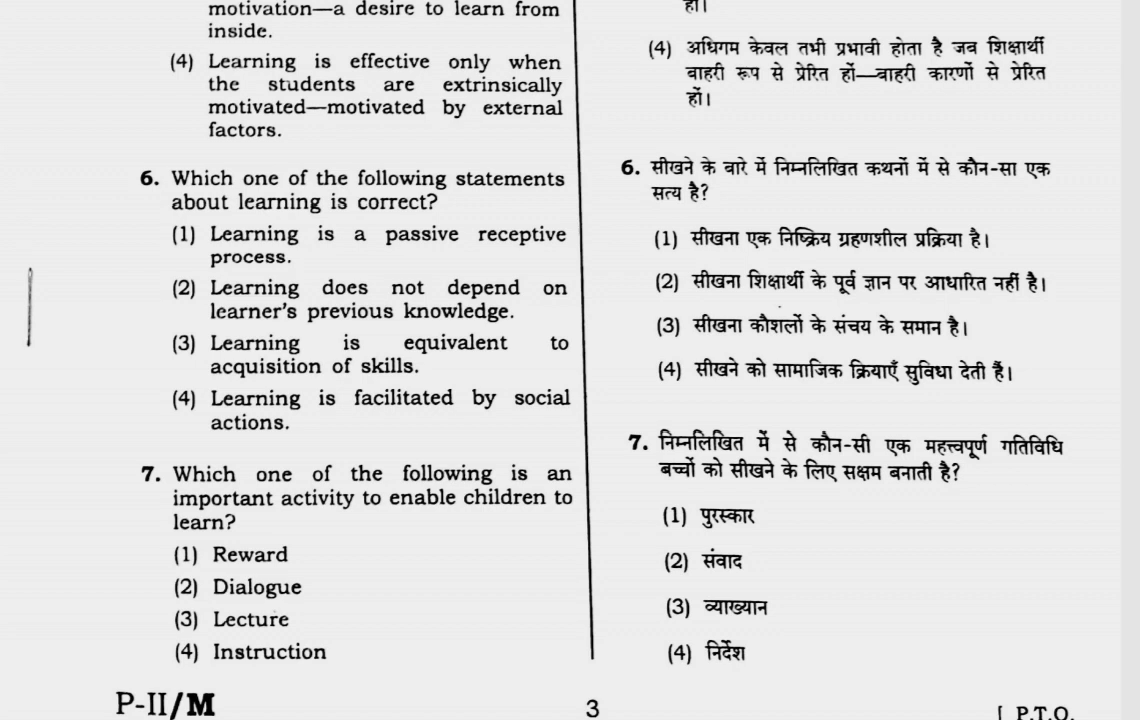 motivation—a desire to learn from
inside.
(4) Learning is effective only when
the students are extrinsically
motivated—motivated by external
factors.
6. Which one of the following statements
about learning is correct?
(1) Learning is a passive receptive
process.
(2) Learning does not depend on
learner's previous knowledge.
(3) Learning is equivalent to
acquisition of skills.
(4) Learning is facilitated by social
actions.
7. Which one of the following is an
important activity to enable children to
learn?
(1) Reward
(2) Dialogue
(3) Lecture
(4) Instruction
हो।
(4) अधिगम केवल तभी प्रभावी होता है जब शिक्षार्थी
बाहरी रूप से प्रेरित हों—बाहरी कारणों से प्रेरित
हों।
6. सीखने के बारे में निम्नलिखित कथनों में से कौन-सा एक
सत्य है?
(1) सीखना एक निष्क्रिय ग्रहणशील प्रक्रिया है।
(2) सीखना शिक्षार्थी के पूर्व ज्ञान पर आधारित नहीं है।
(3) सीखना कौशलों के संचय के समान है।
(4) सीखने को सामाजिक क्रियाएँ सुविधा देती हैं।
7. निम्नलिखित में से कौन-सी एक महत्त्वपूर्ण गतिविधि
बच्चों को सीखने के लिए सक्षम बनाती है?
(1) पुरस्कार
(2) संवाद
(3) व्याख्यान
(4) निर्देश
P-II/M
3
[ P.T.O.